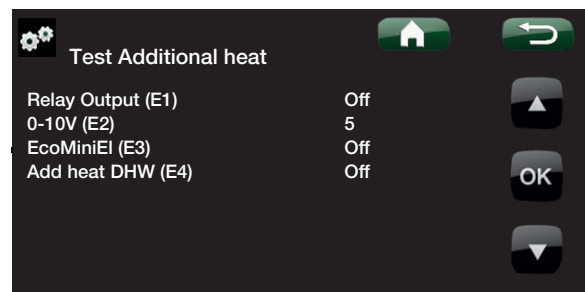 Test Additional heat
Relay Output (E1) Off
0-10V (E2) 5
EcoMiniEl (E3) Off
Add heat DHW (E4) Off
OK